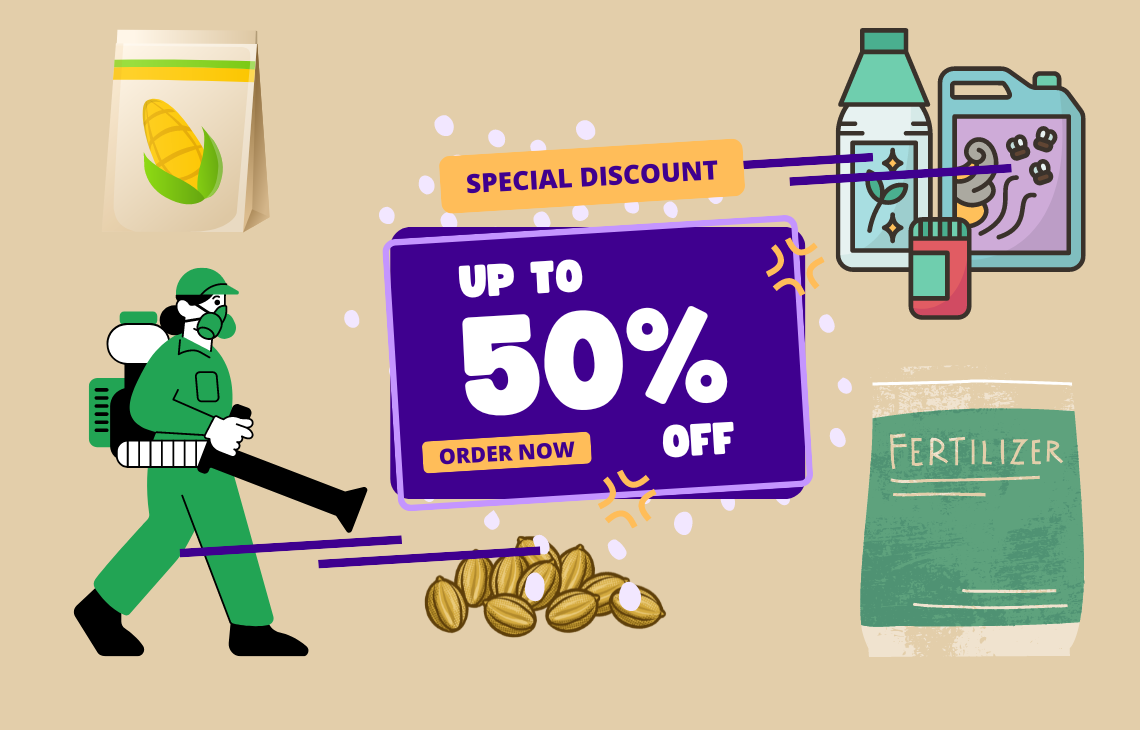 SPECIAL DISCOUNT
UP TO
50%
OFF
ORDER NOW
FERTILIZER